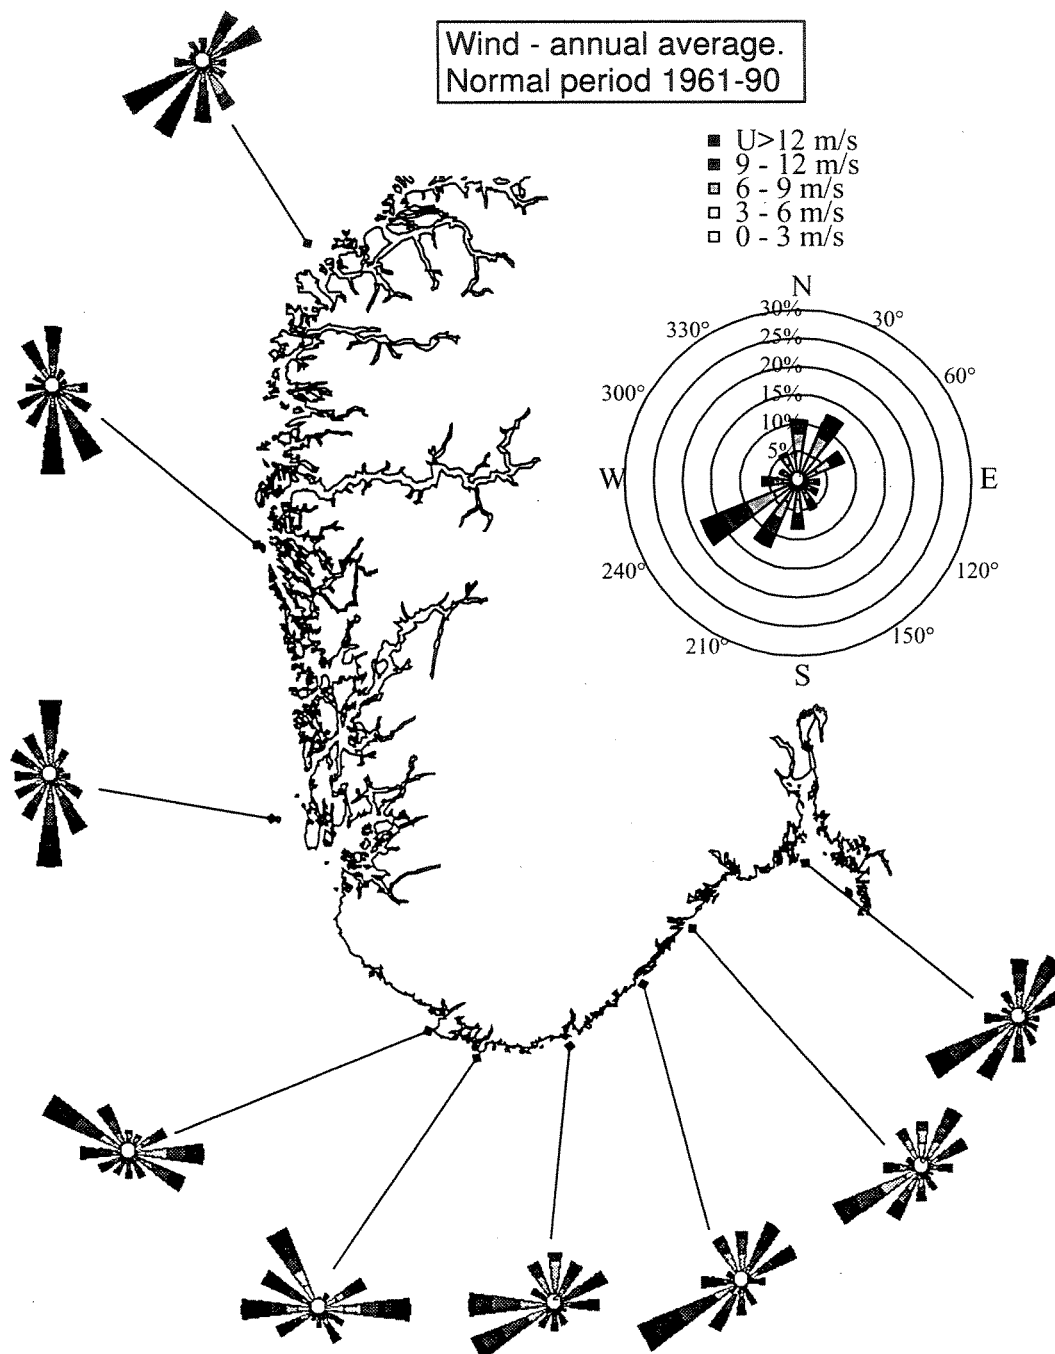 Wind - annual average.
Normal period 1961-90
U>12 m/s
9 - 12 m/s
6 - 9 m/s
3 - 6 m/s
0 - 3 m/s
N
30%
330°
30°
25%
20%
300°
60°
15%
10%
5%
W
E
240°
120°
210°
150°
S